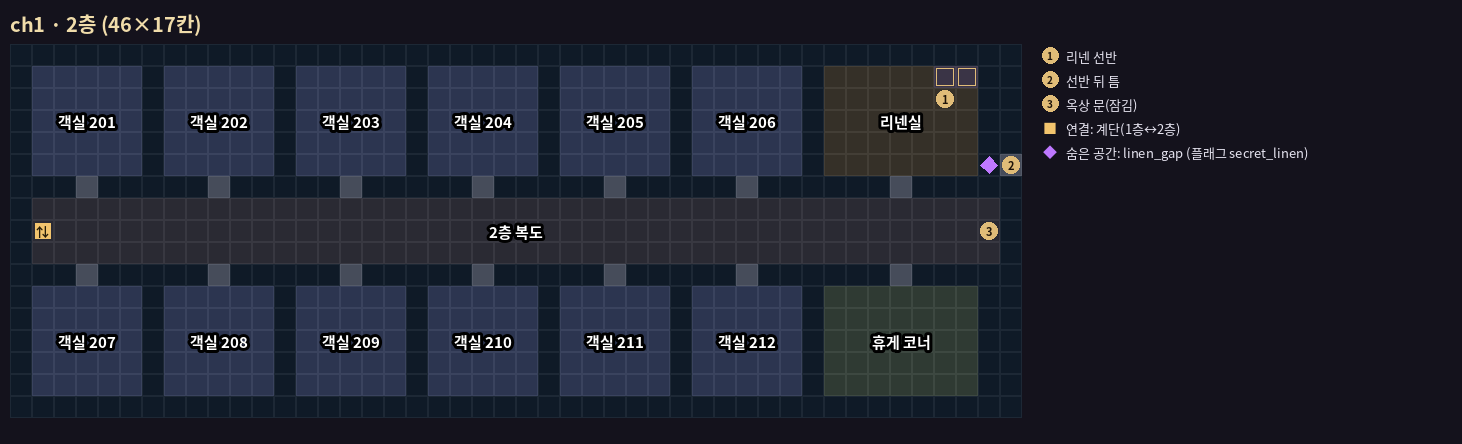 ch1 · 2층 (46×17칸)
객실 201
객실 202
객실 203
객실 204
객실 205
객실 206
리넨실
1
2
2층 복도
3
객실 207
객실 208
객실 209
객실 210
객실 211
객실 212
휴게 코너
1 리넨 선반
2 선반 뒤 틈
3 옥상 문(잠김)
연결: 계단(1층↔2층)
숨은 공간: linen_gap (플래그 secret_linen)